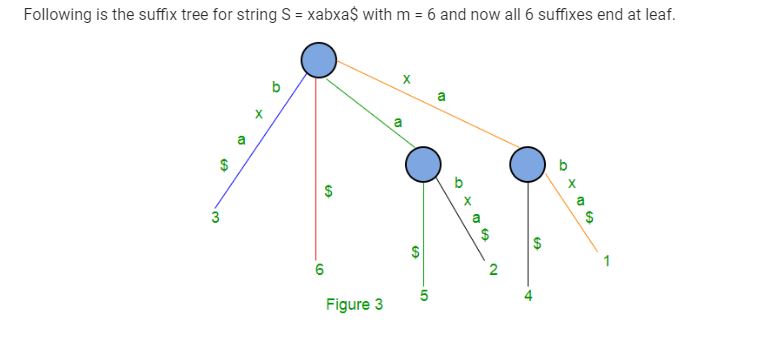 Following is the suffix tree for string S = xabxa$ with m = 6 and now all 6 suffixes end at leaf.
x
b
a
x
a
a
$
b
b
$
x
x
a
a
3
$
$
$
$
1
6
2
5
4
Figure 3